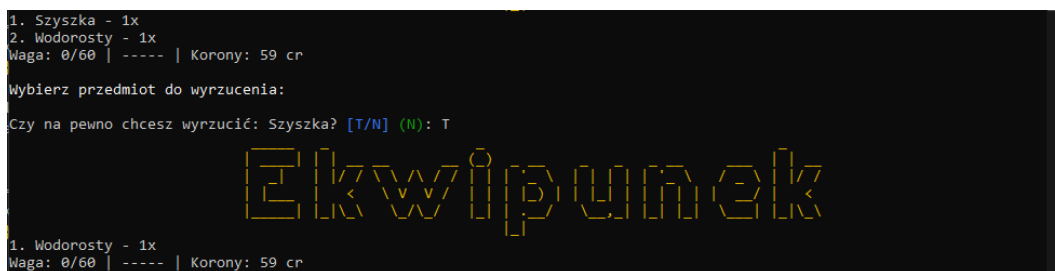 1. Szyszka - 1x
2. Wodorosty - 1x
Waga: 0/60 | ----- | Korony: 59 cr
Wybierz przedmiot do wyrzucenia:
Czy na pewno chcesz wyrzucić: Szyszka? [T/N] (N): T
Ekwipunek
1. Wodorosty - 1x
Waga: 0/60 | ----- | Korony: 59 cr